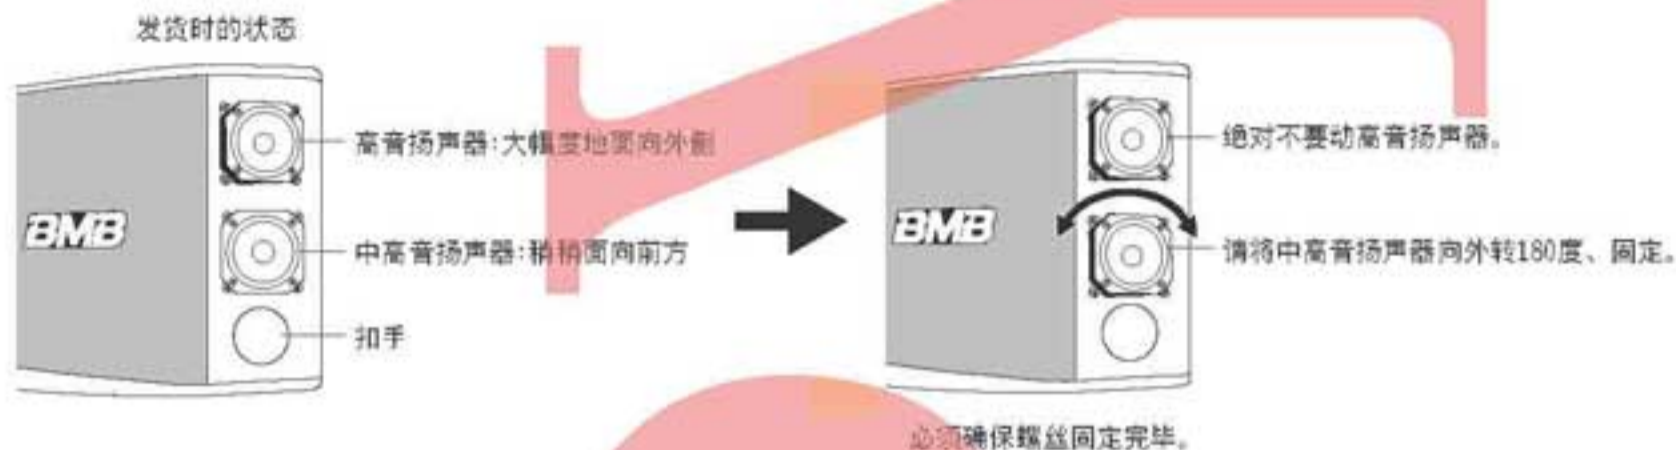 发货时的状态
高音扬声器:大幅度地面向外侧
BMB
中高音扬声器:稍稍面向前方
扣手
绝对不要动高音扬声器。
BMB
请将中高音扬声器向外转180度、固定。
必须确保螺丝固定完毕。